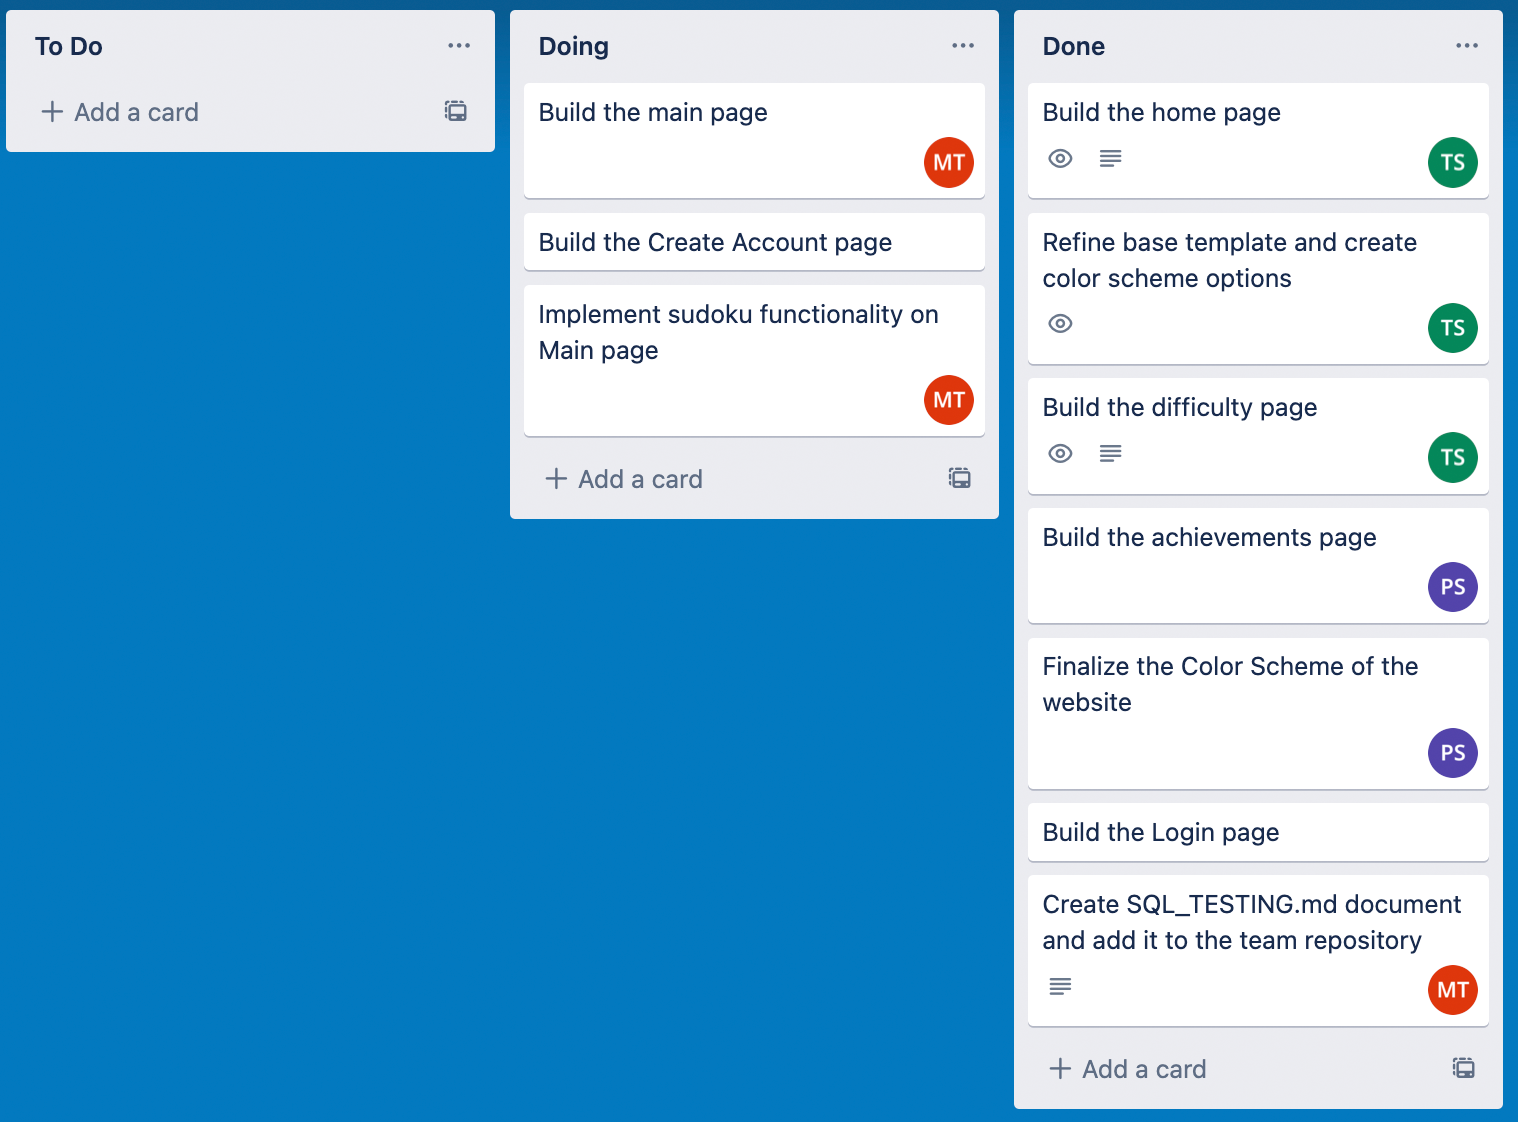 To Do
Add a card
Doing
Build the main page
MT
Build the Create Account page
Implement sudoku functionality on
Main page
MT
Add a card
Done
Build the home page
TS
Refine base template and create
color scheme options
TS
Build the difficulty page
TS
Build the achievements page
PS
Finalize the Color Scheme of the
website
PS
Build the Login page
Create SQL_TESTING.md document
and add it to the team repository
MT
Add a card